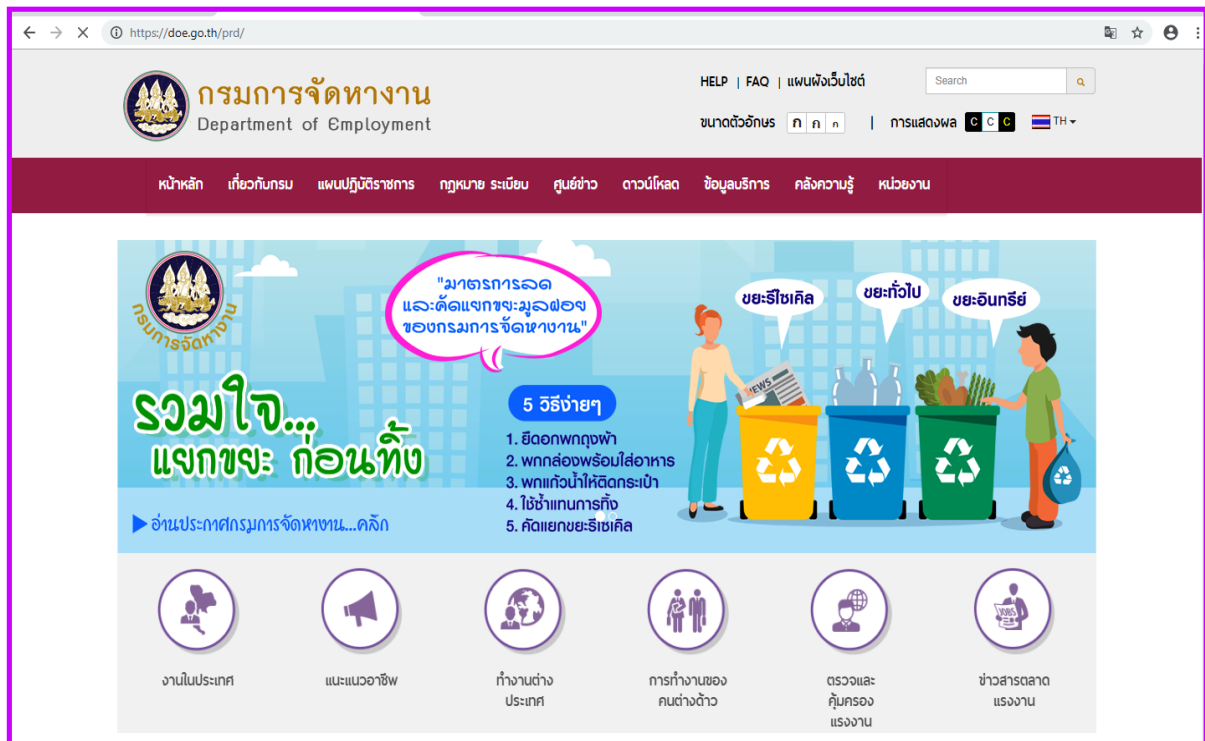 https://doe.go.th/prd/
กรมการจัดหางาน
Department of Employment
HELP | FAQ | แผนผังเว็บไซต์
Search
ขนาดตัวอักษร ก ก ก | การแสดงผล C C C TH
หน้าหลัก เกี่ยวกับกรม แผนปฏิบัติราชการ กฎหมาย ระเบียบ ศูนย์ข่าว ดาวน์โหลด ข้อมูลบริการ คลังความรู้ หน่วยงาน
กรมการจัดหางาน
"มาตรการลด
และคัดแยกขยะมูลฝอย
ของกรมการจัดหางาน"
ขยะรีไซเคิล
ขยะทั่วไป
ขยะอินทรีย์
NEWS
รวมใจ...
แยกขยะ ก่อนทิ้ง
5 วิธีง่ายๆ
1. ยืดอกพกถุงผ้า
2. พกกล่องพร้อมใส่อาหาร
3. พกแก้วน้ำให้ติดกระเป๋า
4. ใช้ซ้ำแทนการทิ้ง
5. คัดแยกขยะรีไซเคิล
อ่านประกาศกรมการจัดหางาน...คลิ๊ก
JOBS
งานในประเทศ
แนะแนวอาชีพ
ทำงานต่าง
ประเทศ
การทำงานของ
คนต่างด้าว
ตรวจและ
คุ้มครอง
แรงงาน
ข่าวสารตลาด
แรงงาน